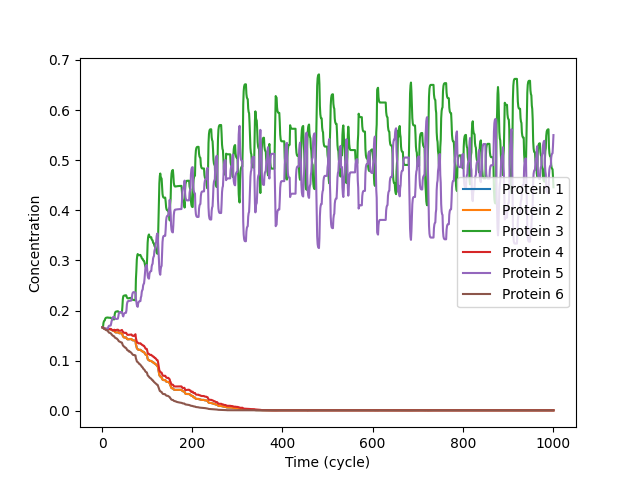 0.7
0.6
0.5
0.4
0.3
0.2
0.1
0.0
Concentration
0
200
400
600
800
1000
Time (cycle)
Protein 1
Protein 2
Protein 3
Protein 4
Protein 5
Protein 6